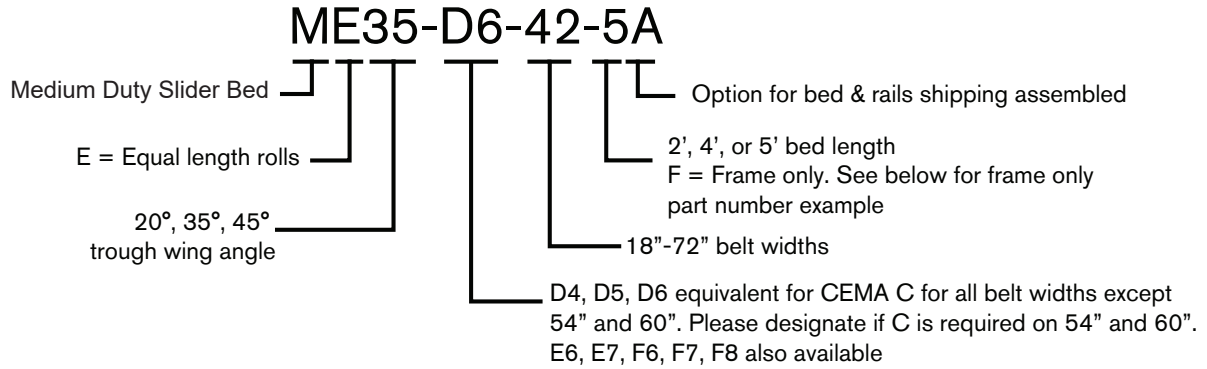 ME35-D6-42-5A
Medium Duty Slider Bed
Option for bed & rails shipping assembled
E = Equal length rolls
2’, 4’, or 5’ bed length
F = Frame only. See below for frame only
part number example
20°, 35°, 45°
trough wing angle
18”-72” belt widths
D4, D5, D6 equivalent for CEMA C for all belt widths except
54” and 60”. Please designate if C is required on 54” and 60”.
E6, E7, F6, F7, F8 also available